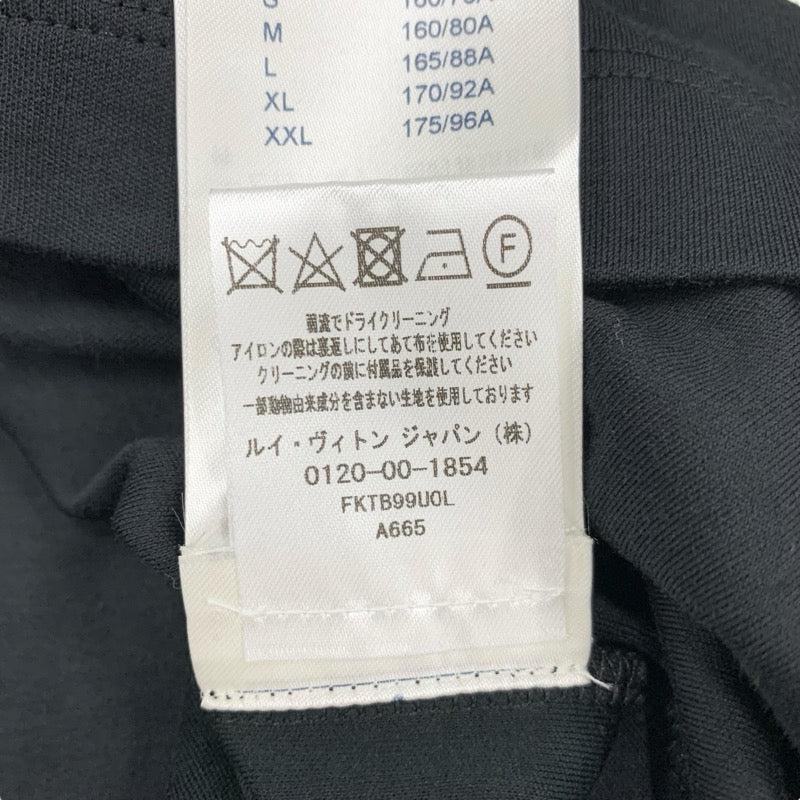 S 160/76A
M 160/80A
L 165/88A
XL 170/92A
XXL 175/96A
F
弱流でドライクリーニング
アイロンの際は裏返しにしてあて布を使用してください
クリーニングの前に付属品を保護してください
一部動物由来成分を含まない生地を使用しております
ルイ・ヴィトン ジャパン (株)
0120-00-1854
FKTB99U0L
A665